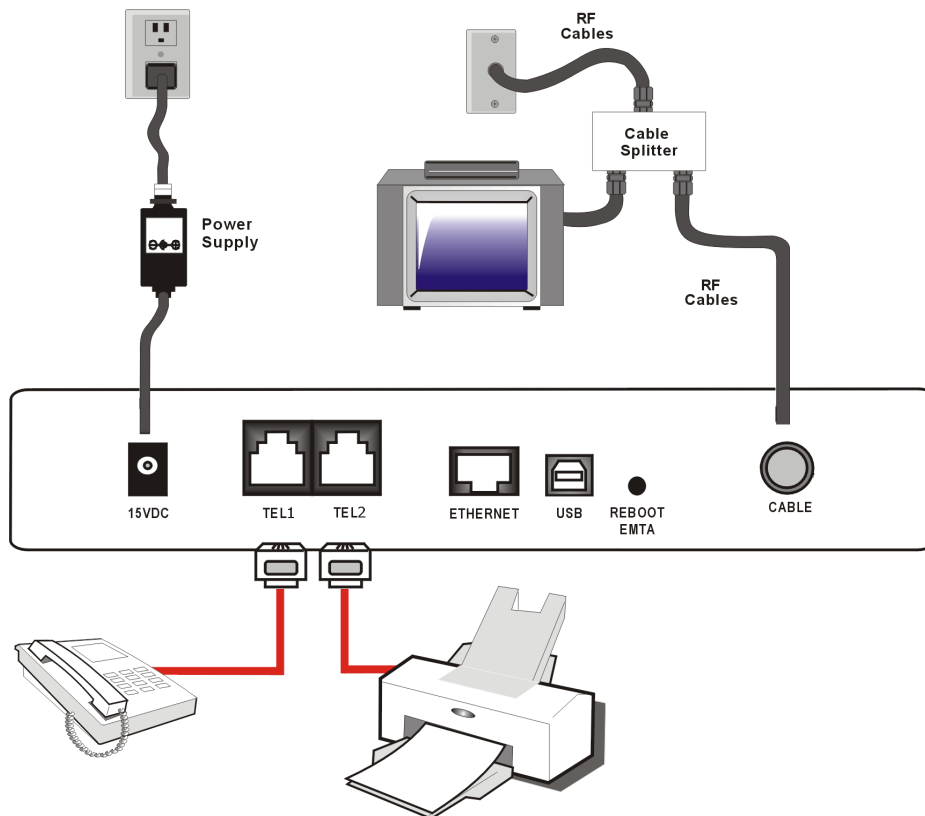 RF
Cables
Cable
Splitter
Power
Supply
RF
Cables
15VDC
TEL1
TEL2
ETHERNET
USB
REBOOT
EMTA
CABLE